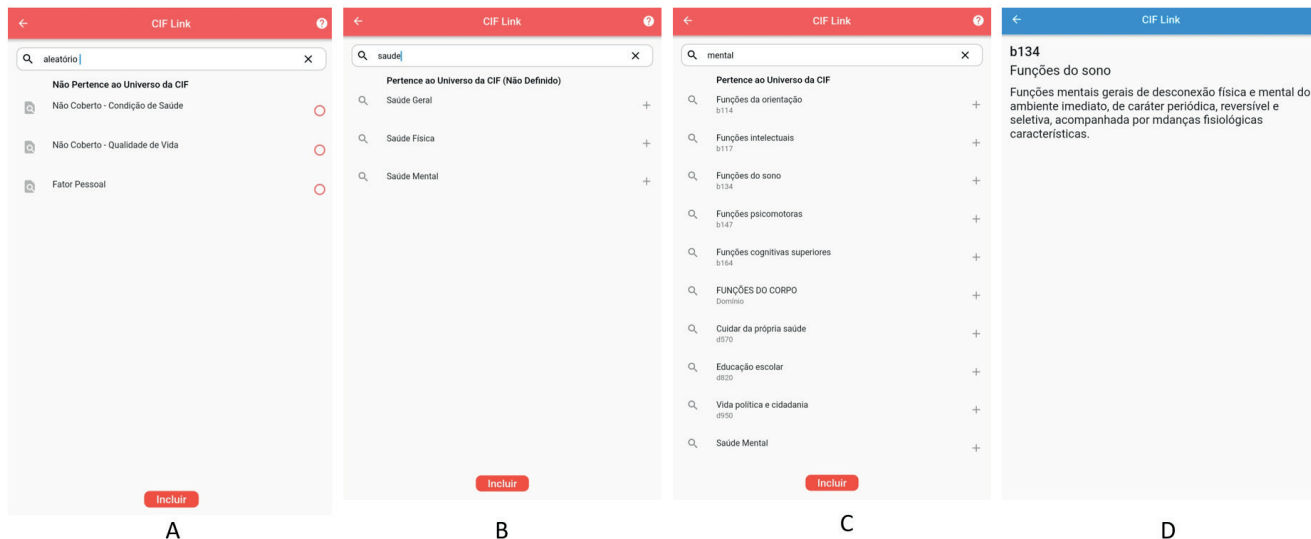 CIF Link
aleatório
Não Pertence ao Universo da CIF
Não Coberto - Condição de Saúde
Não Coberto - Qualidade de Vida
Fator Pessoal
Incluir
A
CIF Link
saude
Pertence ao Universo da CIF (Não Definido)
Saúde Geral
Saúde Física
Saúde Mental
Incluir
B
CIF Link
mental
Pertence ao Universo da CIF
Funções da orientação
b114
Funções intelectuais
b117
Funções do sono
b134
Funções psicomotoras
b147
Funções cognitivas superiores
b164
FUNÇÕES DO CORPO
Domínio
Cuidar da própria saúde
d570
Educação escolar
d820
Vida política e cidadania
d950
Saúde Mental
Incluir
C
CIF Link
b134
Funções do sono
Funções mentais gerais de desconexão física e mental do
ambiente imediato, de caráter periódica, reversível e
seletiva, acompanhada por mdanças fisiológicas
características.
D